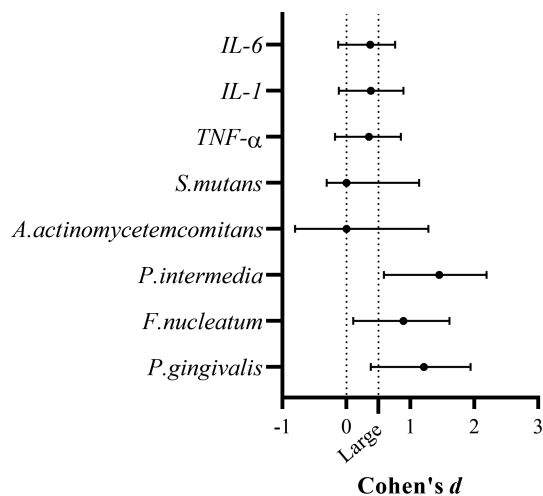 IL-6
IL-1
TNF-α
S.mutans
A.actinomycetemcomitans
P.intermedia
F.nucleatum
P.gingivalis
-1 0 1 2 3
Large
Cohen's d